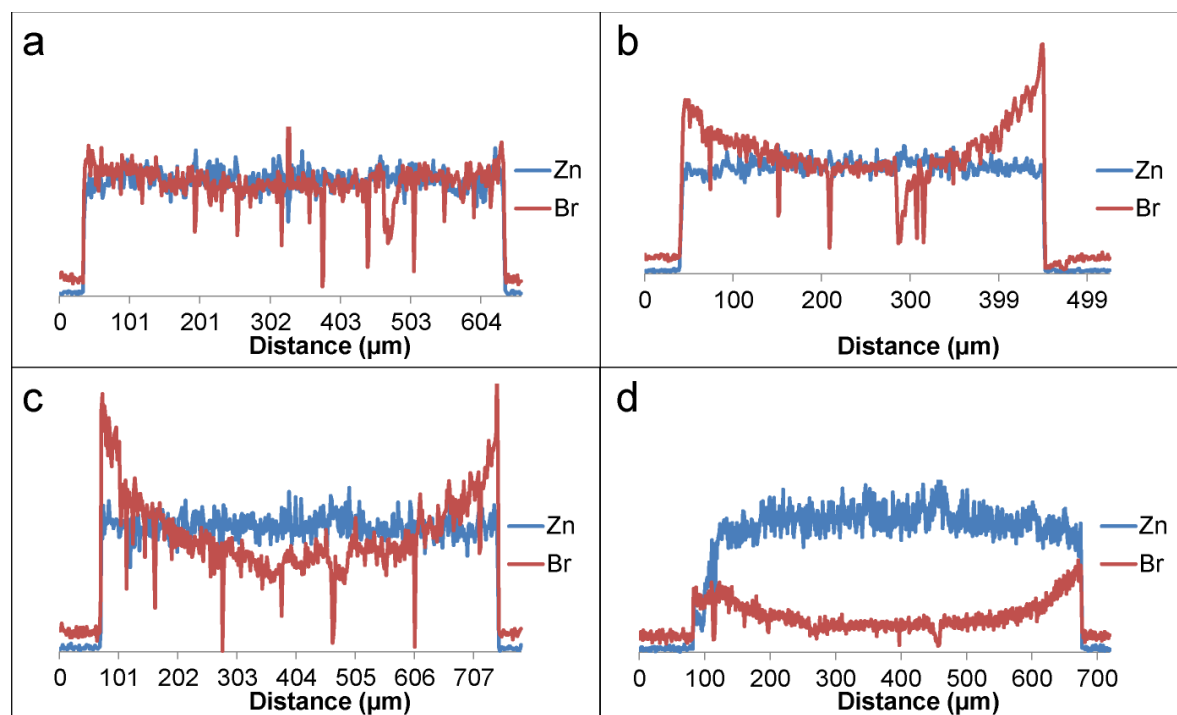 a
Zn
Br
0 101 201 302 403 503 604
Distance (µm)
b
Zn
Br
0 100 200 300 399 499
Distance (µm)
c
Zn
Br
0 101 202 303 404 505 606 707
Distance (µm)
d
Zn
Br
0 100 200 300 400 500 600 700
Distance (µm)